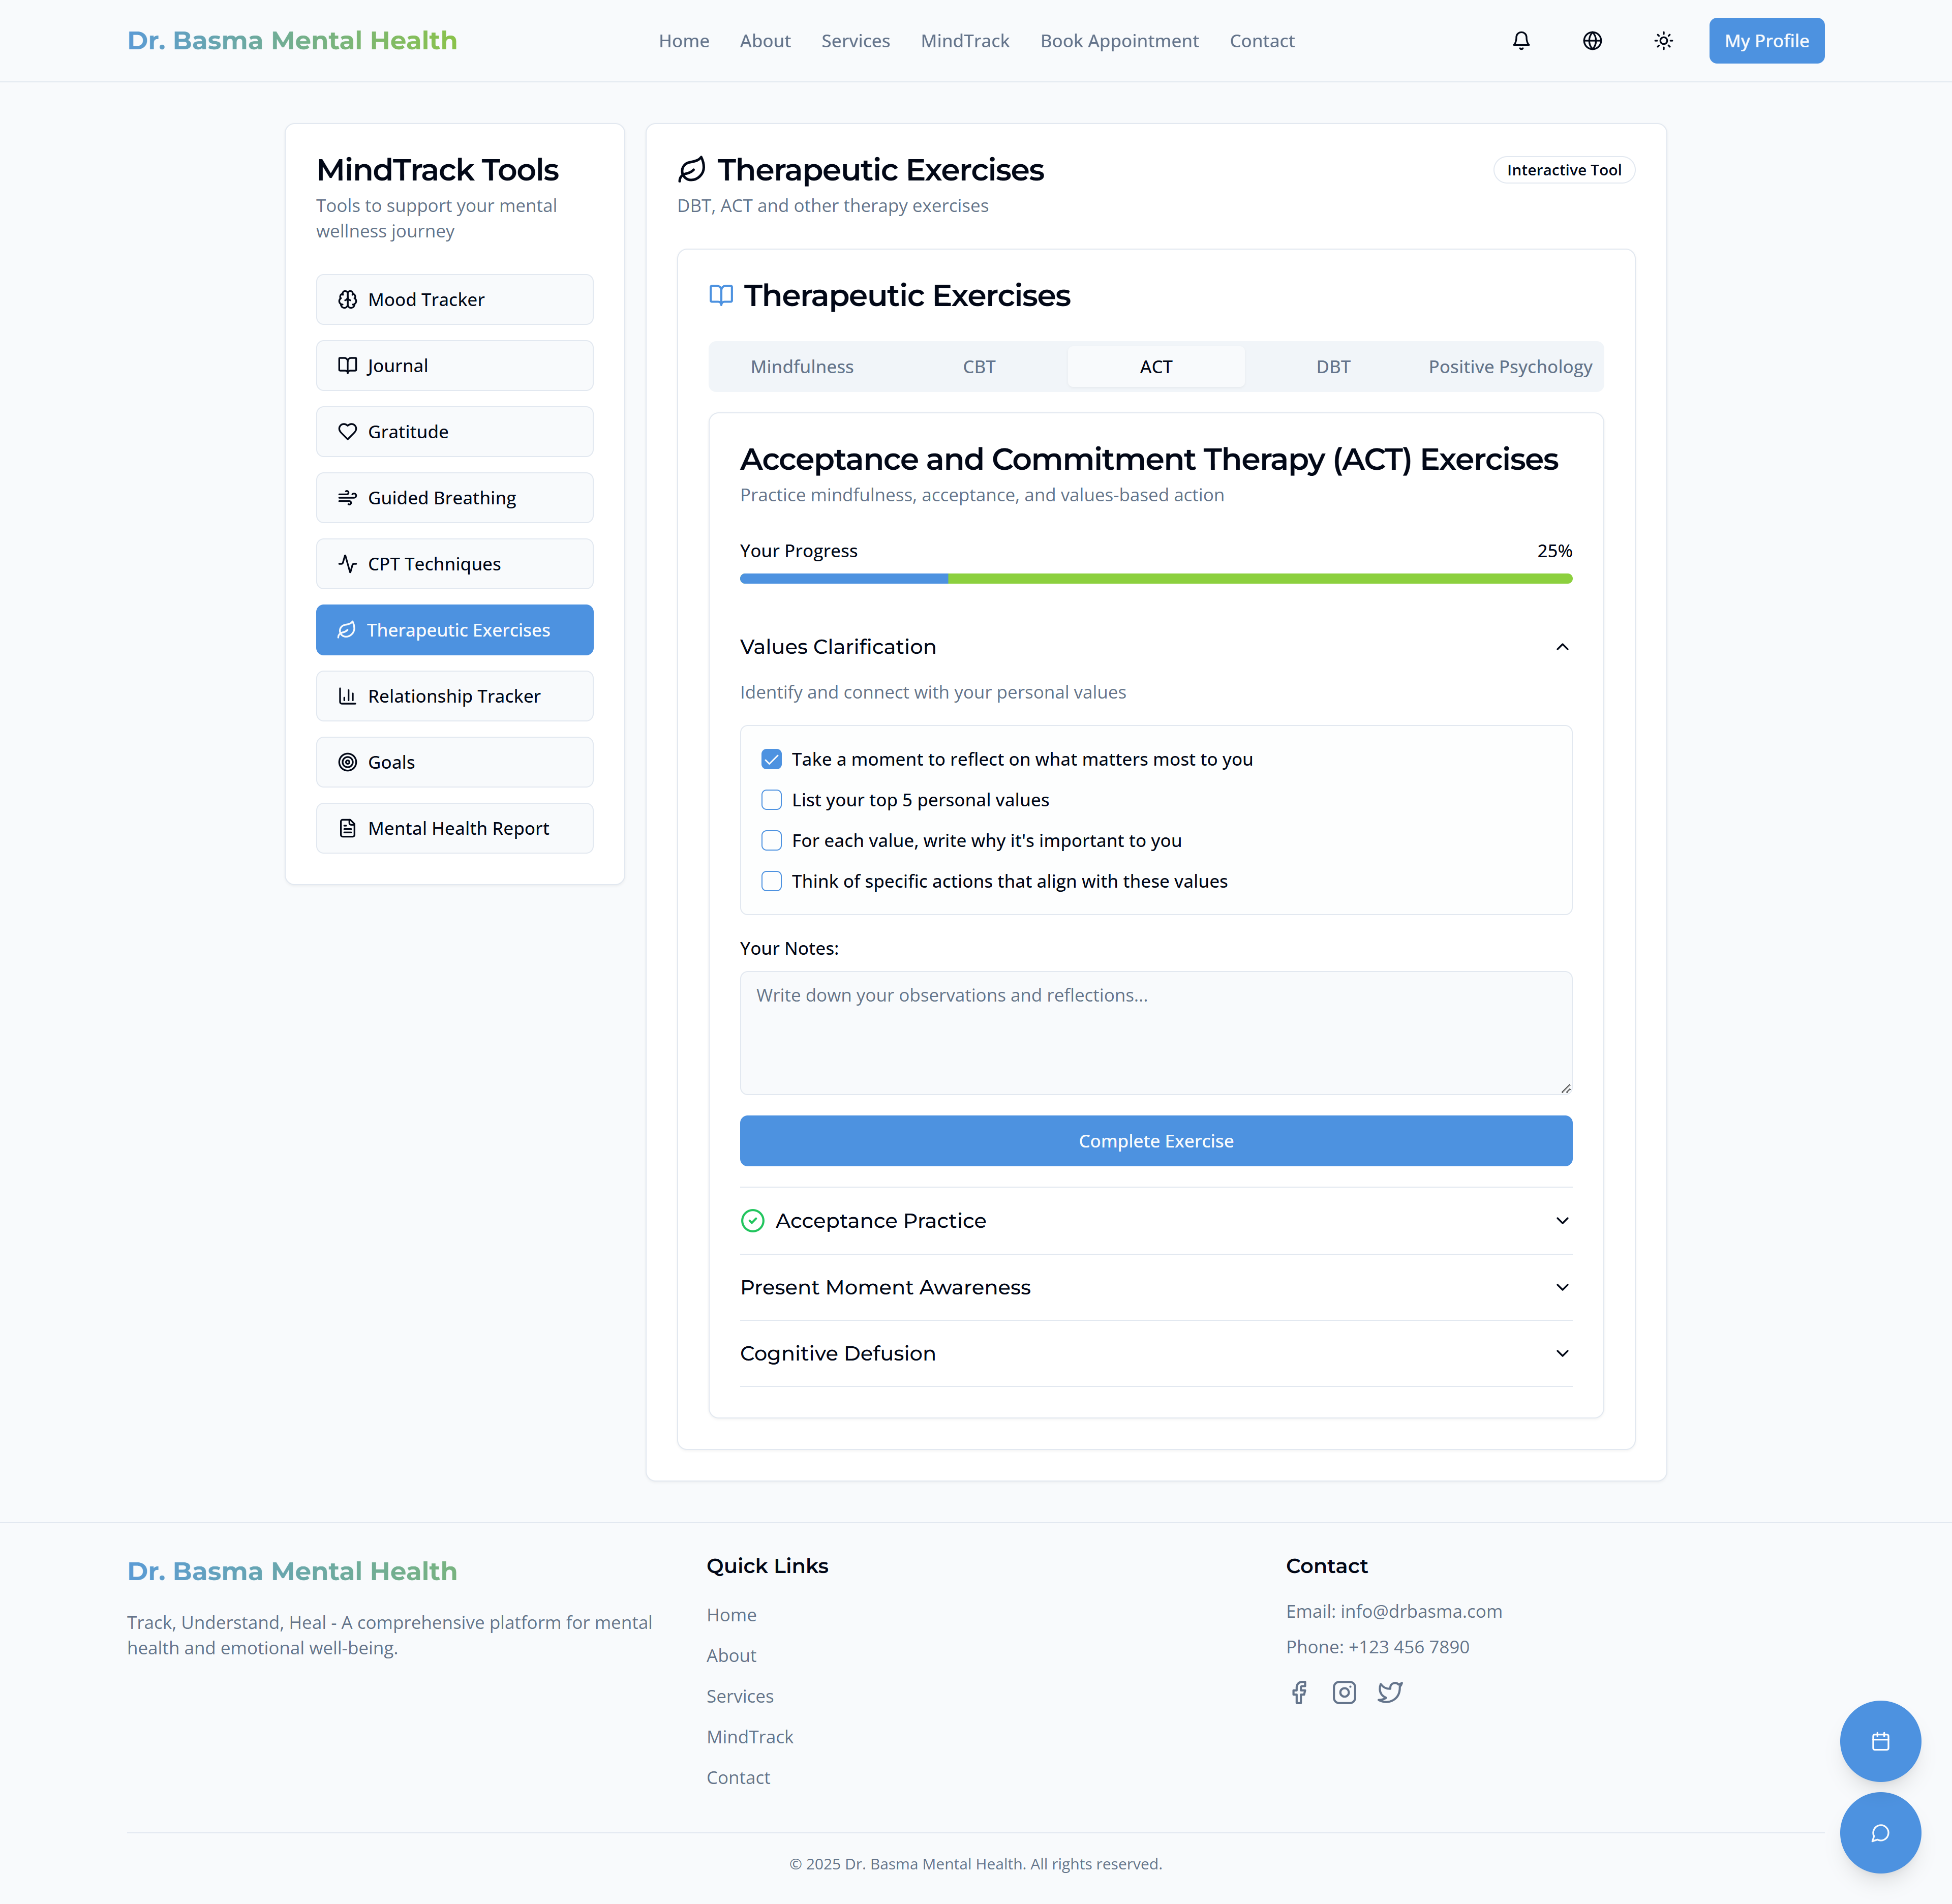 Dr. Basma Mental Health
Home
About
Services
MindTrack
Book Appointment
Contact
My Profile
MindTrack Tools
Tools to support your mental
wellness journey
Mood Tracker
Journal
Gratitude
Guided Breathing
CPT Techniques
Therapeutic Exercises
Relationship Tracker
Goals
Mental Health Report
Therapeutic Exercises
Interactive Tool
DBT, ACT and other therapy exercises
Therapeutic Exercises
Mindfulness
CBT
ACT
DBT
Positive Psychology
Acceptance and Commitment Therapy (ACT) Exercises
Practice mindfulness, acceptance, and values-based action
Your Progress
25%
Values Clarification
Identify and connect with your personal values
Take a moment to reflect on what matters most to you
List your top 5 personal values
For each value, write why it's important to you
Think of specific actions that align with these values
Your Notes:
Write down your observations and reflections...
Complete Exercise
Acceptance Practice
Present Moment Awareness
Cognitive Defusion
Dr. Basma Mental Health
Track, Understand, Heal - A comprehensive platform for mental
health and emotional well-being.
Quick Links
Home
About
Services
MindTrack
Contact
Contact
Email: info@drbasma.com
Phone: +123 456 7890
© 2025 Dr. Basma Mental Health. All rights reserved.